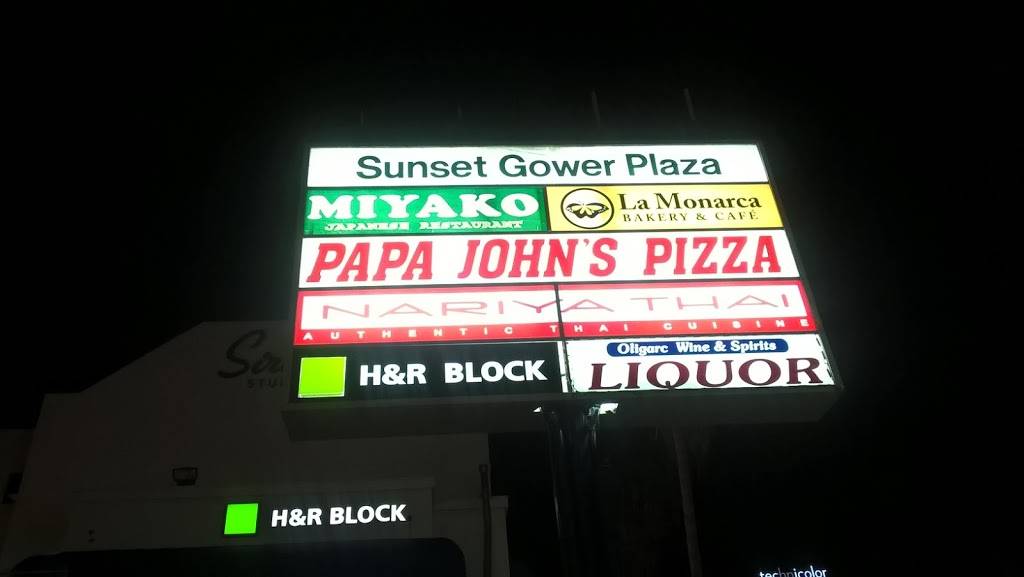 Sunset Gower Plaza
MIYAKO
JAPANESE RESTAURANT
La Monarca
BAKERY & CAFÉ
PAPA JOHN'S PIZZA
NARIYA THAI
AUTHENTIC THAI CUISINE
H&R BLOCK
Oligarc Wine & Spirits
LIQUOR
H&R BLOCK
technicolor